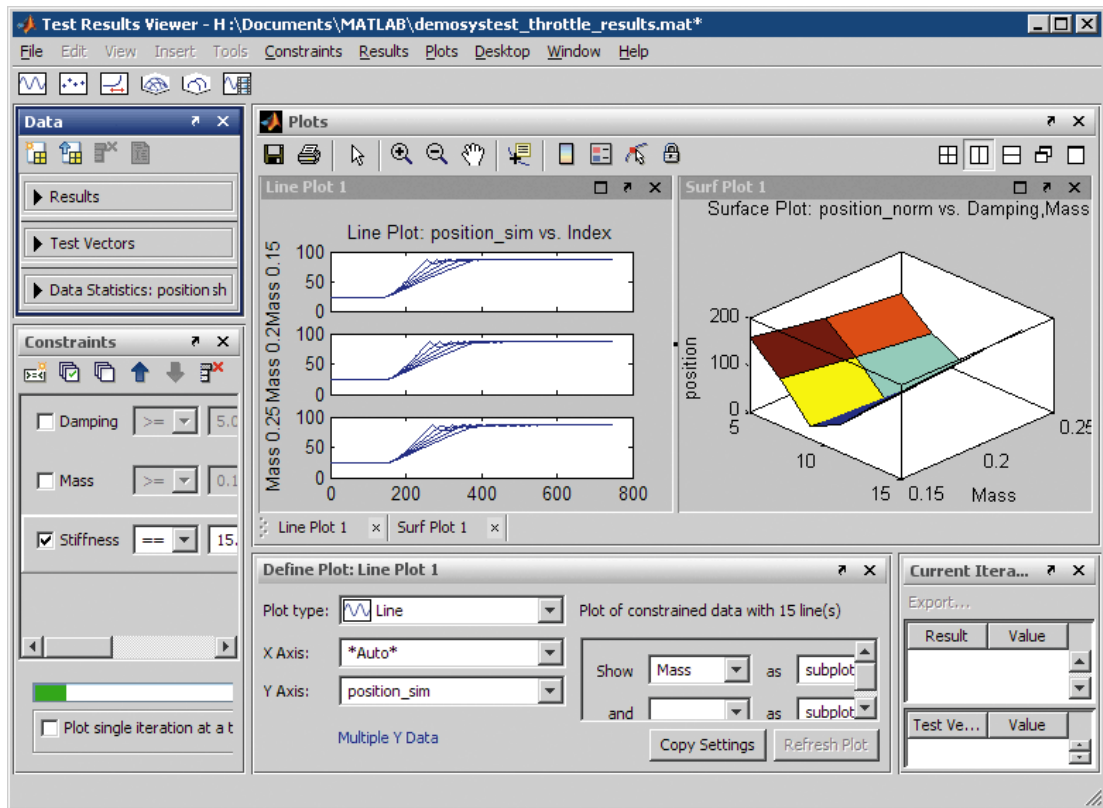 Test Results Viewer - H:\Documents\MATLAB\demosystest_throttle_results.mat*
File Edit View Insert Tools Constraints Results Plots Desktop Window Help
Data
Results
Test Vectors
Data Statistics: position sh
Constraints
Damping >= 5.0
Mass >= 0.1
Stiffness == 15.
Plot single iteration at a t
Plots
Line Plot 1
Line Plot: position_sim vs. Index
Mass 0.15
100
50
0
Mass 0.2
100
50
0
Mass 0.25
100
50
0
0 200 400 600 800
Surf Plot 1
Surface Plot: position_norm vs. Damping,Mass
position
200
100
0
5
10
15
0.15
0.2
0.25
Mass
Line Plot 1 Surf Plot 1
Define Plot: Line Plot 1
Plot type: Line
Plot of constrained data with 15 line(s)
X Axis: *Auto*
Y Axis: position_sim
Multiple Y Data
Show Mass as subplot
and as subplot
Copy Settings Refresh Plot
Current Itera...
Export...
Result Value
Test Ve... Value